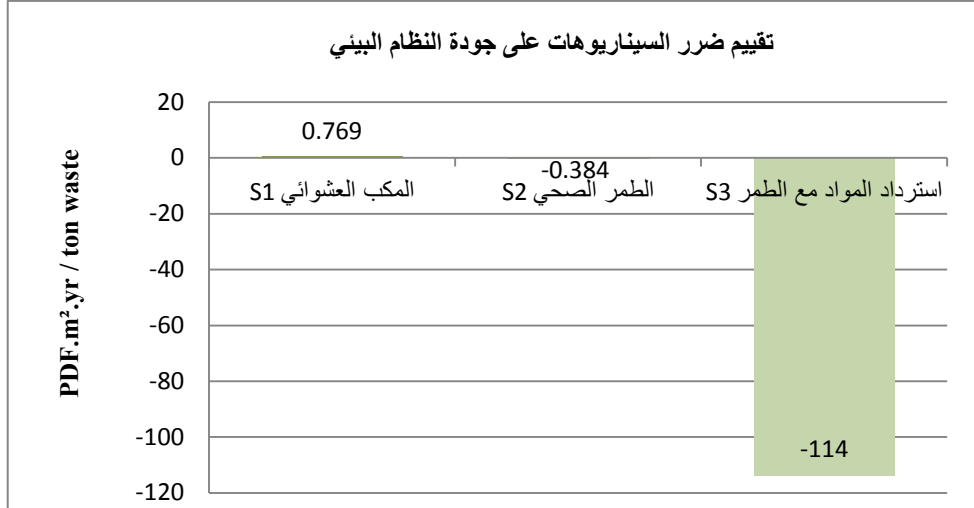 تقييم ضرر السيناريوهات على جودة النظام البيئي
PDF.m².yr / ton waste
20
0
-20
-40
-60
-80
-100
-120
0.769
-0.384
-114
المكب العشوائي S1
الطمر الصحي S2
استرداد المواد مع الطمر S3